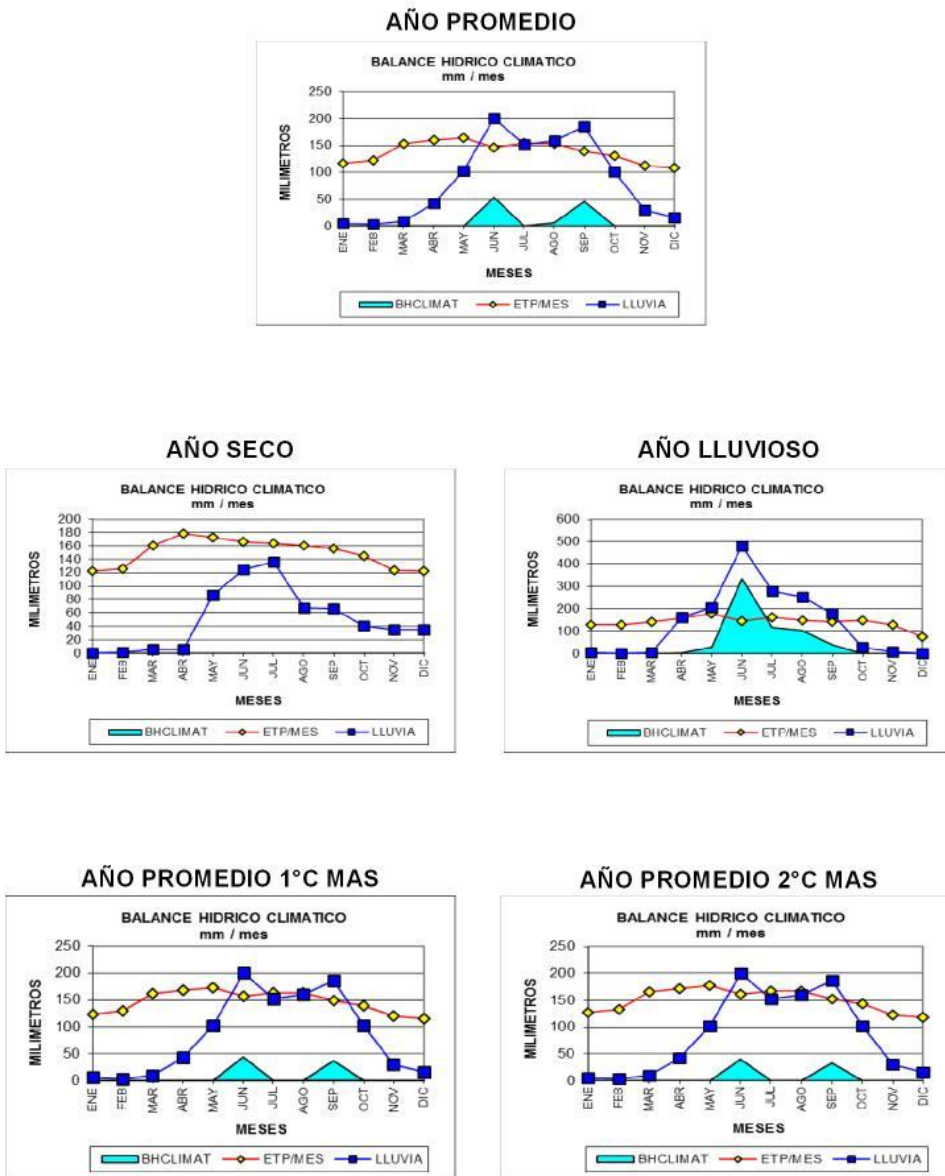 AÑO PROMEDIO
BALANCE HIDRICO CLIMATICO
mm / mes
MILIMETROS
250
200
150
100
50
0
ENE
FEB
MAR
ABR
MAY
JUN
JUL
AGO
SEP
OCT
NOV
DIC
MESES
BHCLIMAT ETP/MES LLUVIA
AÑO SECO
BALANCE HIDRICO CLIMATICO
mm / mes
MILIMETROS
200
180
160
140
120
100
80
60
40
20
0
ENE
FEB
MAR
ABR
MAY
JUN
JUL
AGO
SEP
OCT
NOV
DIC
MESES
BHCLIMAT ETP/MES LLUVIA
AÑO LLUVIOSO
BALANCE HIDRICO CLIMATICO
mm / mes
MILIMETROS
600
500
400
300
200
100
0
ENE
FEB
MAR
ABR
MAY
JUN
JUL
AGO
SEP
OCT
NOV
DIC
MESES
BHCLIMAT ETP/MES LLUVIA
AÑO PROMEDIO 1°C MAS
BALANCE HIDRICO CLIMATICO
mm / mes
MILIMETROS
250
200
150
100
50
0
ENE
FEB
MAR
ABR
MAY
JUN
JUL
AGO
SEP
OCT
NOV
DIC
MESES
BHCLIMAT ETP/MES LLUVIA
AÑO PROMEDIO 2°C MAS
BALANCE HIDRICO CLIMATICO
mm / mes
MILIMETROS
250
200
150
100
50
0
ENE
FEB
MAR
ABR
MAY
JUN
JUL
AGO
SEP
OCT
NOV
DIC
MESES
BHCLIMAT ETP/MES LLUVIA